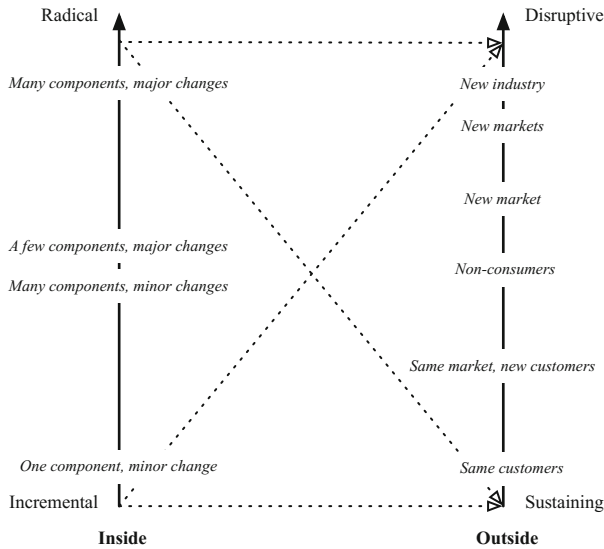 Radical
Disruptive
Many components, major changes
New industry
New markets
New market
A few components, major changes
Non-consumers
Many components, minor changes
Same market, new customers
One component, minor change
Same customers
Incremental
Sustaining
Inside
Outside